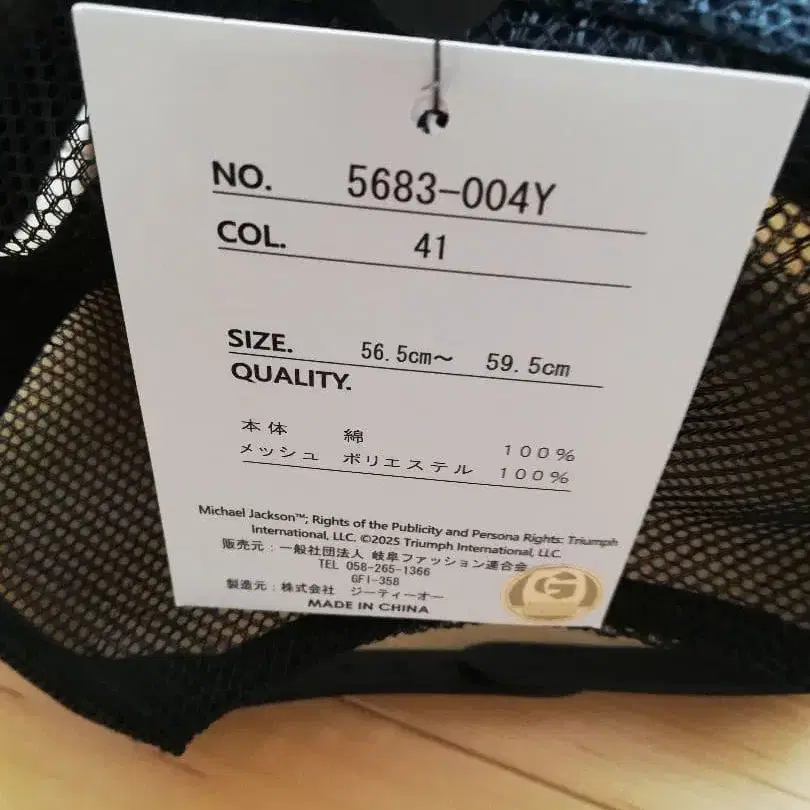 NO. 5683-004Y
COL. 41
SIZE. 56.5cm～ 59.5cm
QUALITY.
本体 綿 100%
メッシュ ポリエステル 100%
Michael Jackson™; Rights of the Publicity and Persona Rights: Triumph
International, LLC. ©2025 Triumph International, LLC.
販売元：一般社団法人 岐阜ファッション連合会
TEL 058-265-1366
GFI-358
製造元：株式会社 ジーティーオー
MADE IN CHINA
G